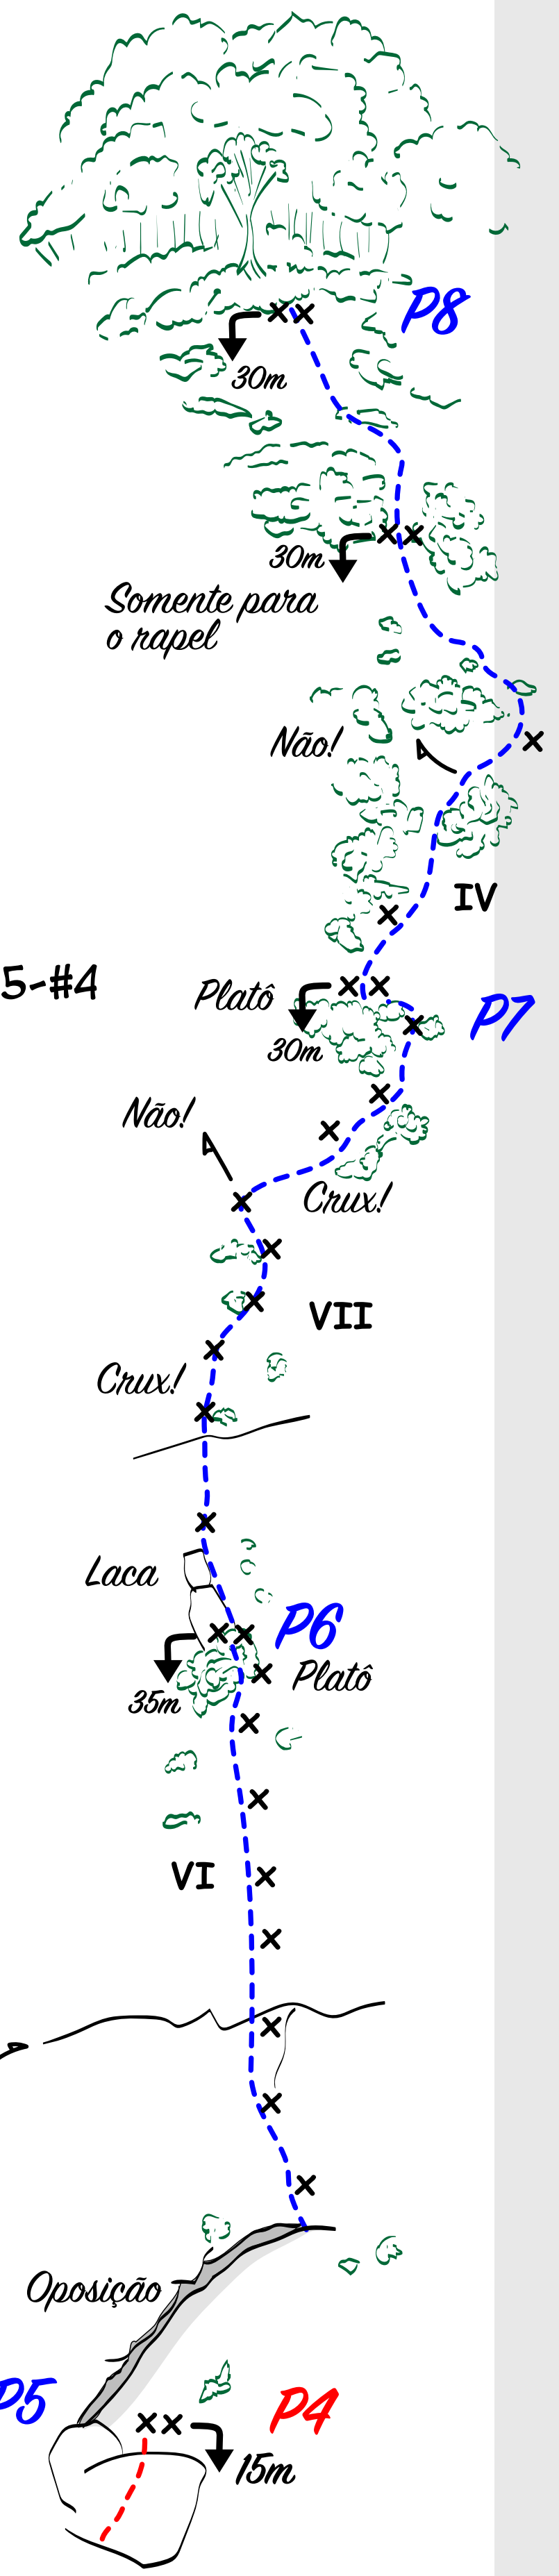 P8
30m
30m
Somente para
o rapel
Não!
IV
5-#4
Platô
P7
30m
Não!
Crux!
VII
Crux!
Laca
P6
Platô
35m
VI
Oposição
P5
P4
15m